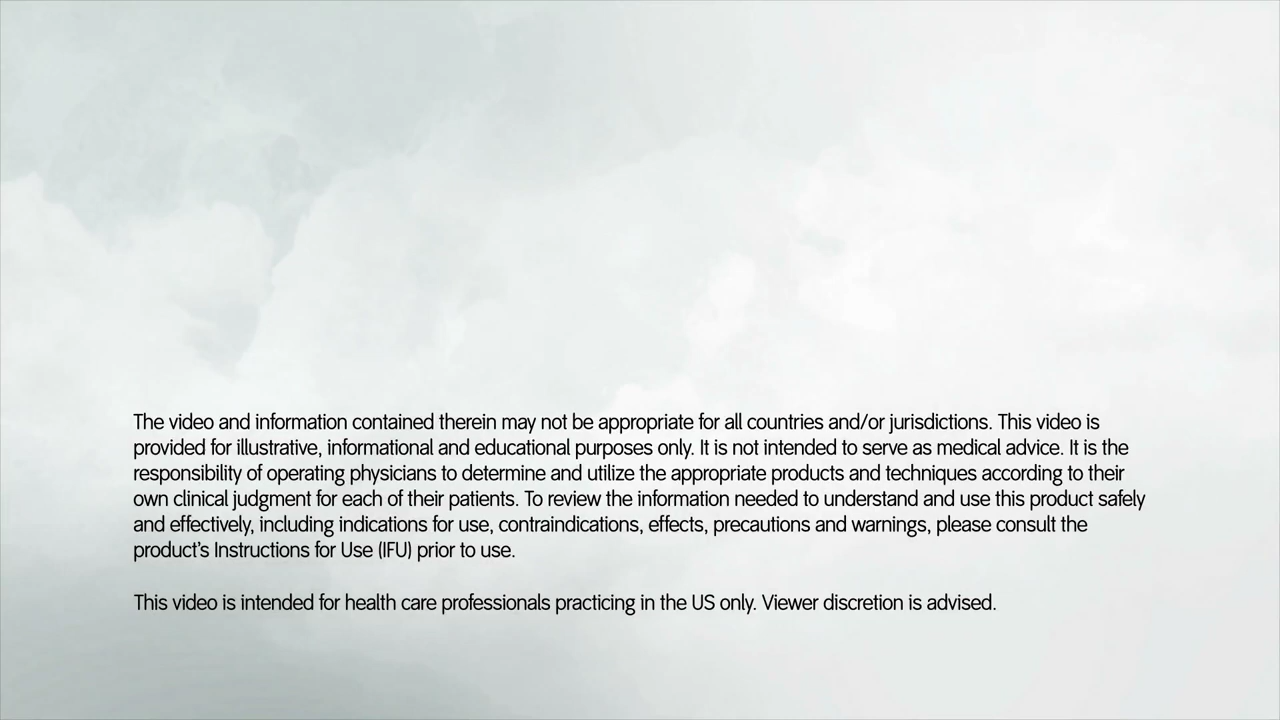 The video and information contained therein may not be appropriate for all countries and/or jurisdictions. This video is
provided for illustrative, informational and educational purposes only. It is not intended to serve as medical advice. It is the
responsibility of operating physicians to determine and utilize the appropriate products and techniques according to their
own clinical judgment for each of their patients. To review the information needed to understand and use this product safely
and effectively, including indications for use, contraindications, effects, precautions and warnings, please consult the
product’s Instructions for Use (IFU) prior to use.
This video is intended for health care professionals practicing in the US only. Viewer discretion is advised.